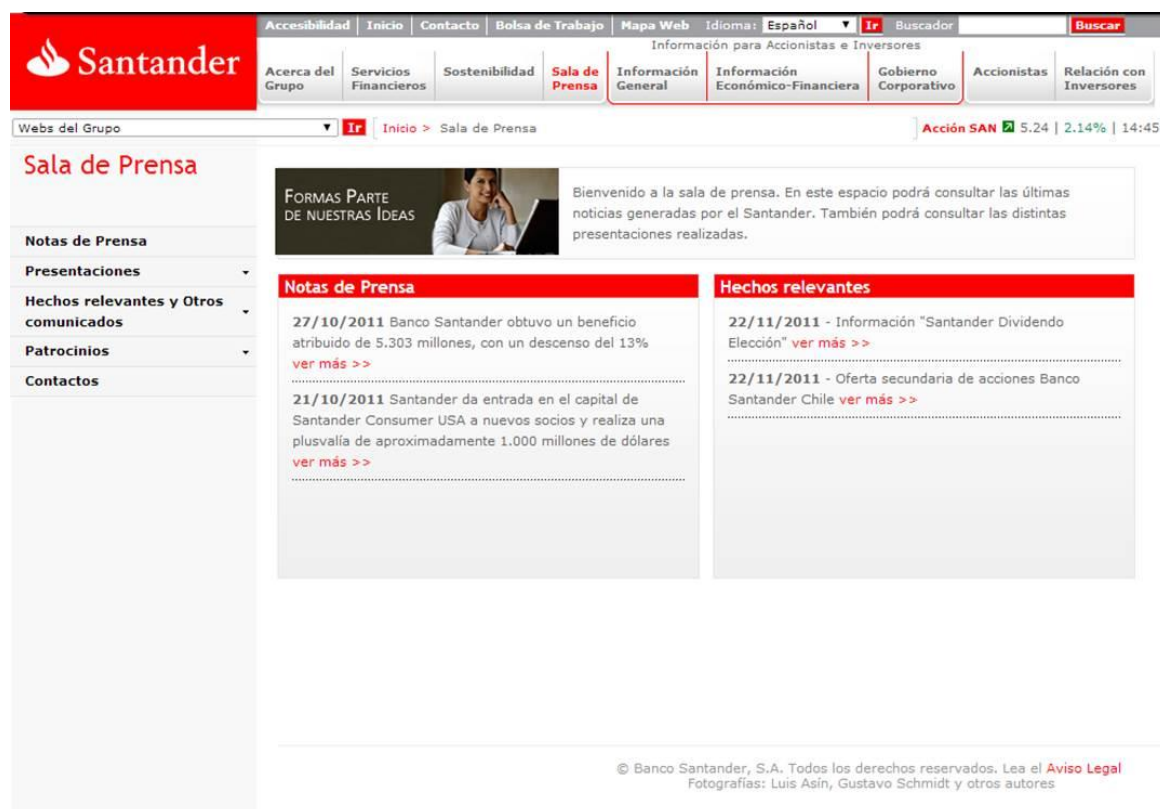 Accesibilidad | Inicio | Contacto | Bolsa de Trabajo | Mapa Web Idioma: Español Ir Buscador Buscar
Santander
Información para Accionistas e Inversores
Acerca del Grupo
Servicios Financieros
Sostenibilidad
Sala de Prensa
Información General
Información Económico-Financiera
Gobierno Corporativo
Accionistas
Relación con Inversores
Webs del Grupo Ir Inicio > Sala de Prensa Acción SAN 5.24 | 2.14% | 14:45
Sala de Prensa
Notas de Prensa
Presentaciones
Hechos relevantes y Otros
comunicados
Patrocinios
Contactos
FORMAS PARTE
DE NUESTRAS IDEAS
Bienvenido a la sala de prensa. En este espacio podrá consultar las últimas
noticias generadas por el Santander. También podrá consultar las distintas
presentaciones realizadas.
Notas de Prensa
27/10/2011 Banco Santander obtuvo un beneficio
atribuido de 5.303 millones, con un descenso del 13%
ver más >>
21/10/2011 Santander da entrada en el capital de
Santander Consumer USA a nuevos socios y realiza una
plusvalía de aproximadamente 1.000 millones de dólares
ver más >>
Hechos relevantes
22/11/2011 - Información "Santander Dividendo
Elección" ver más >>
22/11/2011 - Oferta secundaria de acciones Banco
Santander Chile ver más >>
© Banco Santander, S.A. Todos los derechos reservados. Lea el Aviso Legal
Fotografías: Luis Asín, Gustavo Schmidt y otros autores